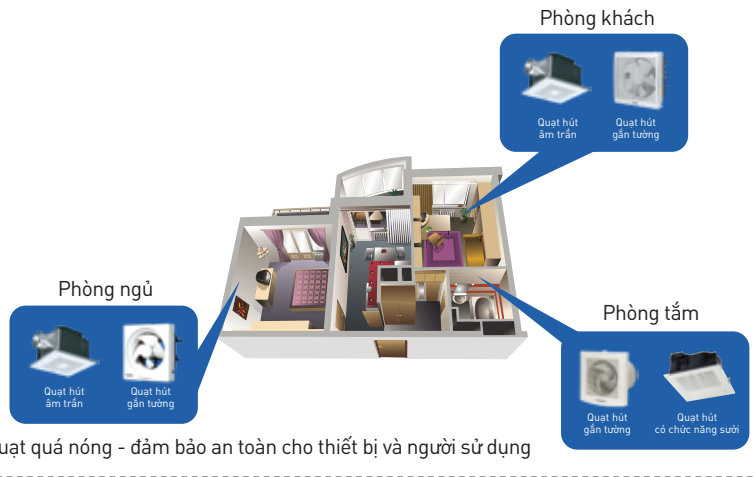 Phòng khách
Quạt hút
âm trần
Quạt hút
gắn tường
Phòng ngủ
Quạt hút
âm trần
Quạt hút
gắn tường
Phòng tắm
Quạt hút
gắn tường
Quạt hút
có chức năng sưởi
quá nóng - đảm bảo an toàn cho thiết bị và người sử dụng